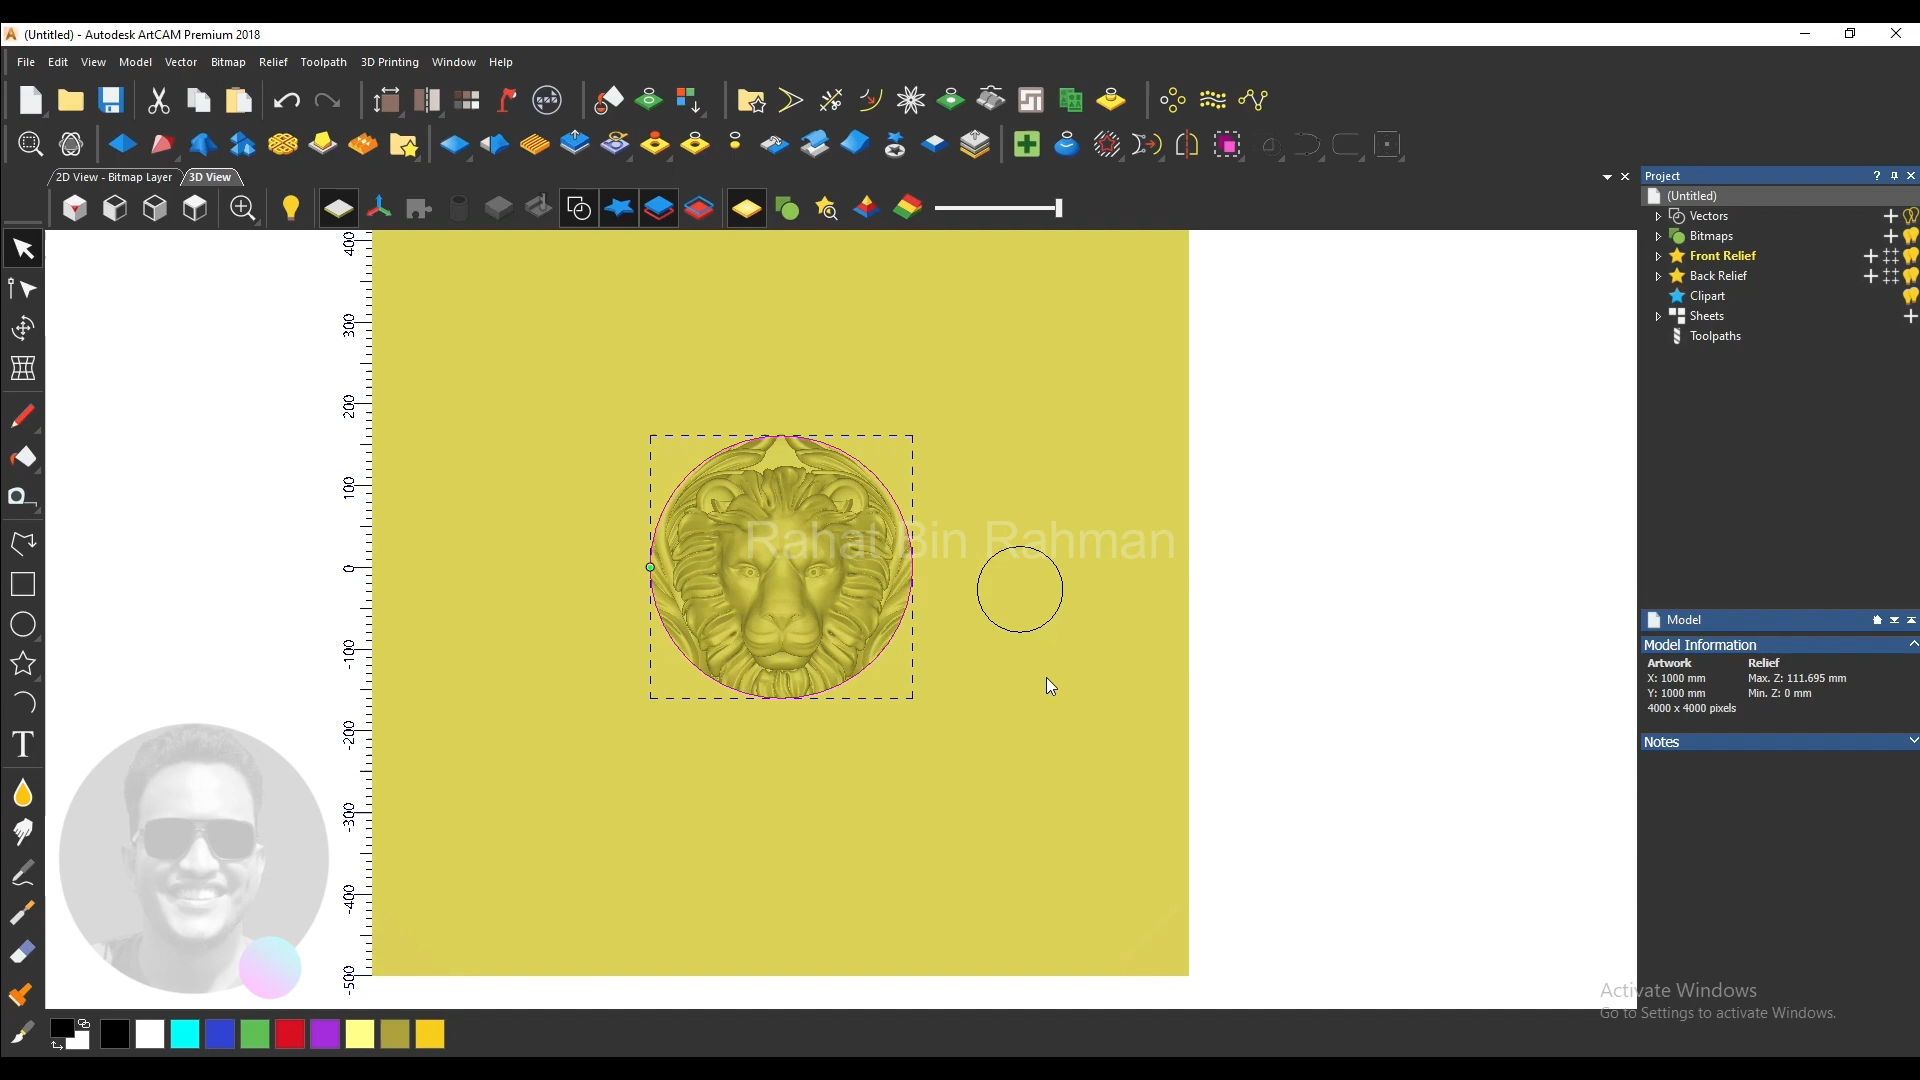 (Untitled) - Autodesk ArtCAM Premium 2018
File Edit View Model Vector Bitmap Relief Toolpath 3D Printing Window Help
2D View - Bitmap Layer 3D View
Project
(Untitled)
Vectors
Bitmaps
Front Relief
Back Relief
Clipart
Sheets
Toolpaths
400
300
200
100
0
-100
-200
-300
-400
-500
Rahat Bin Rahman
Model
Model Information
Artwork Relief
X: 1000 mm Max. Z: 111.695 mm
Y: 1000 mm Min. Z: 0 mm
4000 x 4000 pixels
Notes
T
Activate Windows
Go to Settings to activate Windows.